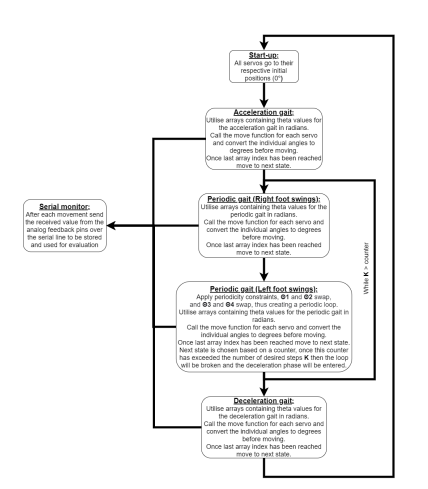 Start-up:
All servos go to their
respective initial
positions (0°)
Acceleration gait:
Utilise arrays containing theta values for
the acceleration gait in radians.
Call the move function for each servo
and convert the individual angles to
degrees before moving.
Once last array index has been reached
move to next state.
Serial monitor:
After each movement send
the received value from the
analog feedback pins over
the serial line to be stored
and used for evaluation
Periodic gait (Right foot swings):
Utilise arrays containing theta values for the
periodic gait in radians.
Call the move function for each servo and
convert the individual angles to degrees
before moving.
Once last array index has been reached
move to next state.
While K > counter
Periodic gait (Left foot swings):
Apply periodicity constraints, Θ1 and Θ2 swap,
and Θ3 and Θ4 swap, thus creating a periodic loop.
Utilise arrays containing theta values for the periodic gait in
radians.
Call the move function for each servo and convert the
individual angles to degrees before moving.
Once last array index has been reached move to next state.
Next state is chosen based on a counter, once this counter
has exceeded the number of desired steps K then the loop
will be broken and the deceleration phase will be entered.
Deceleration gait:
Utilise arrays containing theta values for
the deceleration gait in radians.
Call the move function for each servo and
convert the individual angles to degrees
before moving.
Once last array index has been reached
move to next state.